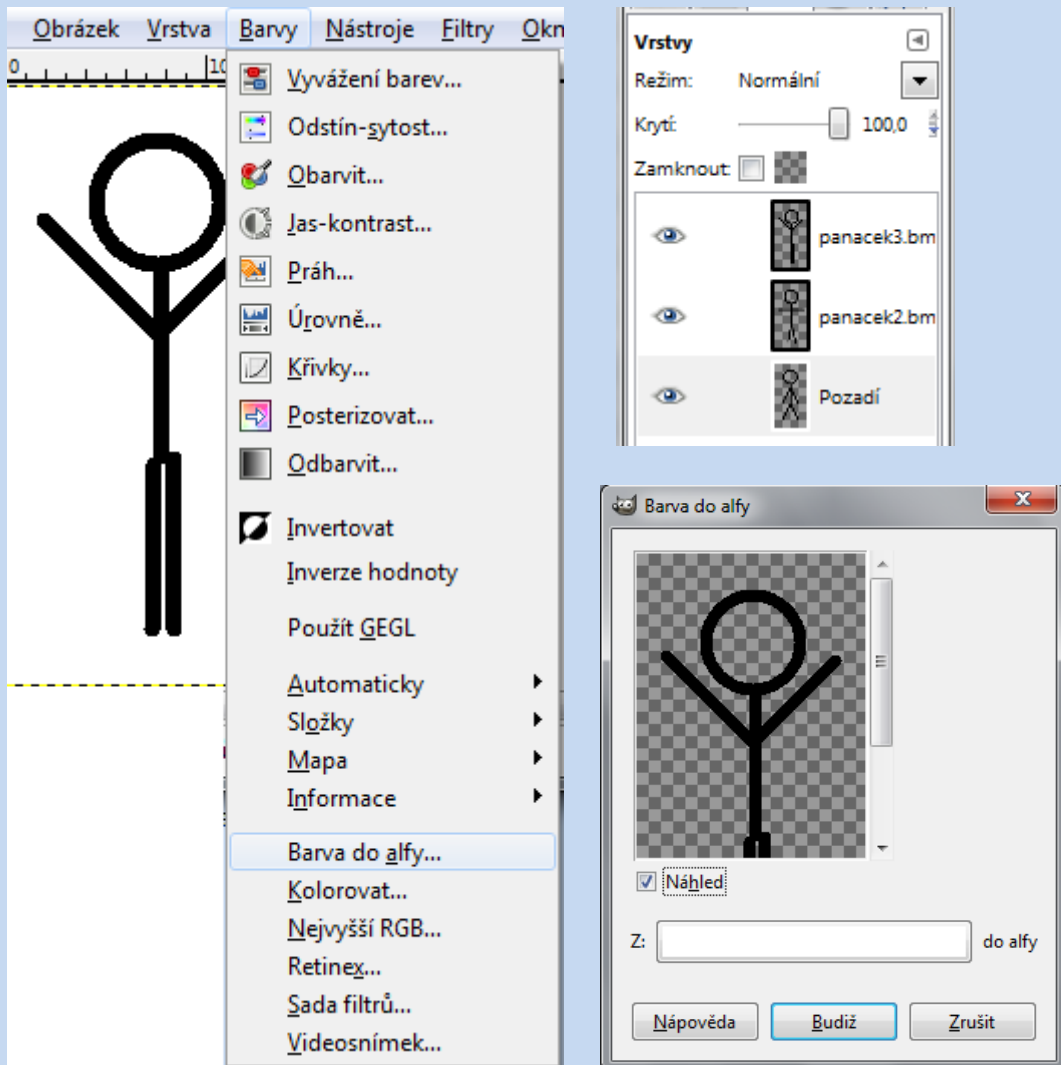 Obrázek Vrstva Barvy Nástroje Filtry Okn
0 10
Vyvážení barev...
Odstín-sytost...
Obarvit...
Jas-kontrast...
Práh...
Úrovně...
Křivky...
Posterizovat...
Odbarvit...
Invertovat
Inverze hodnoty
Použít GEGL
Automaticky
Složky
Mapa
Informace
Barva do alfy...
Kolorovat...
Nejvyšší RGB...
Retinex...
Sada filtrů...
Videosnímek...
Vrstvy
Režim: Normální
Krytí: 100,0
Zamknout:
panacek3.bm
panacek2.bm
Pozadí
Barva do alfy
Náhled
Z: do alfy
Nápověda Budiž Zrušit